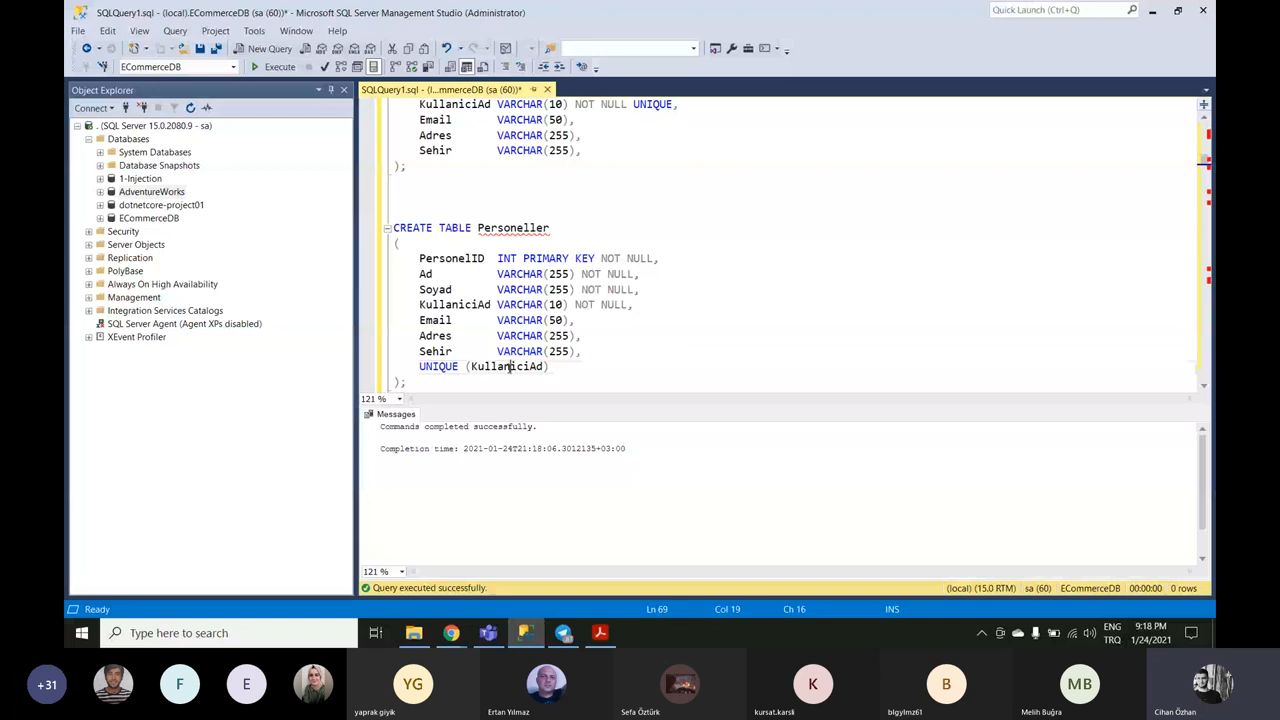 SQLQuery1.sql - (local).ECommerceDB (sa (60))* - Microsoft SQL Server Management Studio (Administrator)
Quick Launch (Ctrl+Q)
File Edit View Query Project Tools Window Help
New Query
ECommerceDB Execute
Object Explorer
SQLQuery1.sql - (l...mmerceDB (sa (60))*
Connect
. (SQL Server 15.0.2080.9 - sa)
Databases
System Databases
Database Snapshots
1-Injection
AdventureWorks
dotnetcore-project01
ECommerceDB
Security
Server Objects
Replication
PolyBase
Always On High Availability
Management
Integration Services Catalogs
SQL Server Agent (Agent XPs disabled)
XEvent Profiler
KullaniciAd VARCHAR(10) NOT NULL UNIQUE,
Email VARCHAR(50),
Adres VARCHAR(255),
Sehir VARCHAR(255),
);
CREATE TABLE Personeller
(
PersonelID INT PRIMARY KEY NOT NULL,
Ad VARCHAR(255) NOT NULL,
Soyad VARCHAR(255) NOT NULL,
KullaniciAd VARCHAR(10) NOT NULL,
Email VARCHAR(50),
Adres VARCHAR(255),
Sehir VARCHAR(255),
UNIQUE (KullaniciAd)
);
121 %
Messages
Commands completed successfully.
Completion time: 2021-01-24T21:18:06.3012135+03:00
121 %
Query executed successfully. (local) (15.0 RTM) sa (60) ECommerceDB 00:00:00 0 rows
Ready Ln 69 Col 19 Ch 16 INS
Type here to search
ENG
TRQ
9:18 PM
1/24/2021
+31 F E YG K B MB
yaprak giyik Ertan Yılmaz Sefa Öztürk kursat.karsli blgylmz61 Melih Buğra Cihan Özhan